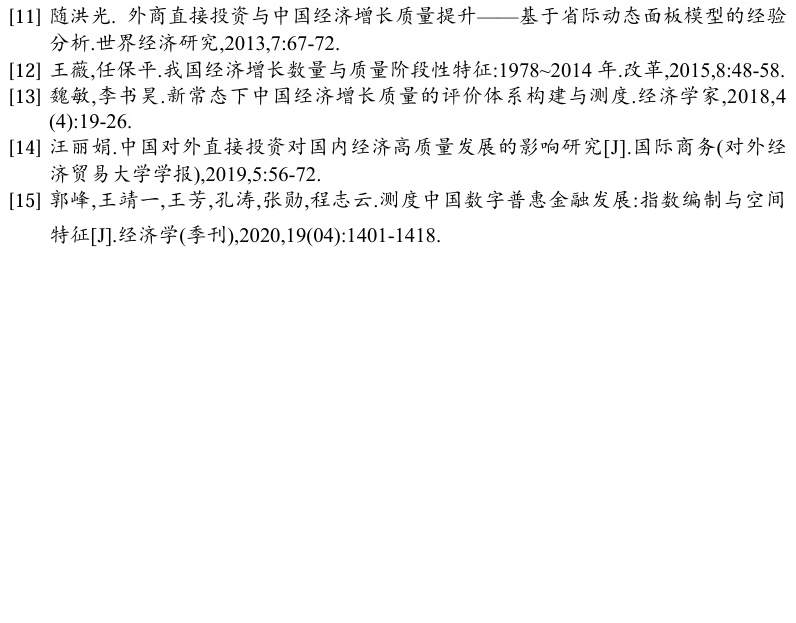 [11] 随洪光. 外商直接投资与中国经济增长质量提升——基于省际动态面板模型的经验
分析.世界经济研究,2013,7:67-72.
[12] 王薇,任保平.我国经济增长数量与质量阶段性特征:1978~2014 年.改革,2015,8:48-58.
[13] 魏敏,李书昊.新常态下中国经济增长质量的评价体系构建与测度.经济学家,2018,4
(4):19-26.
[14] 汪丽娟.中国对外直接投资对国内经济高质量发展的影响研究[J].国际商务(对外经
济贸易大学学报),2019,5:56-72.
[15] 郭峰,王靖一,王芳,孔涛,张勋,程志云.测度中国数字普惠金融发展:指数编制与空间
特征[J].经济学(季刊),2020,19(04):1401-1418.